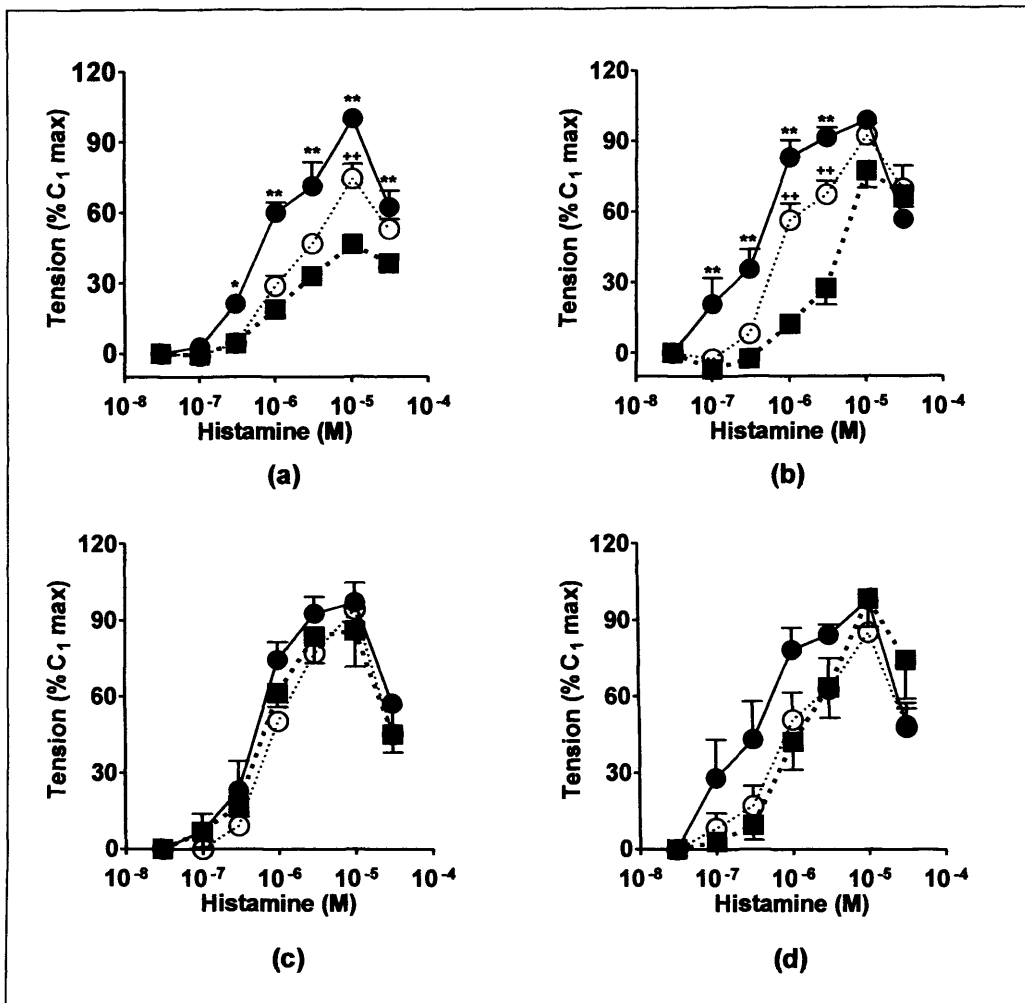 120
90
60
30
0
Tension (% C₁ max)
*
**
**
**
++
**
10⁻⁸ 10⁻⁷ 10⁻⁶ 10⁻⁵ 10⁻⁴
Histamine (M)
(a)
120
90
60
30
0
Tension (% C₁ max)
**
**
**
++
**
++
10⁻⁸ 10⁻⁷ 10⁻⁶ 10⁻⁵ 10⁻⁴
Histamine (M)
(b)
120
90
60
30
0
Tension (% C₁ max)
10⁻⁸ 10⁻⁷ 10⁻⁶ 10⁻⁵ 10⁻⁴
Histamine (M)
(c)
120
90
60
30
0
Tension (% C₁ max)
10⁻⁸ 10⁻⁷ 10⁻⁶ 10⁻⁵ 10⁻⁴
Histamine (M)
(d)